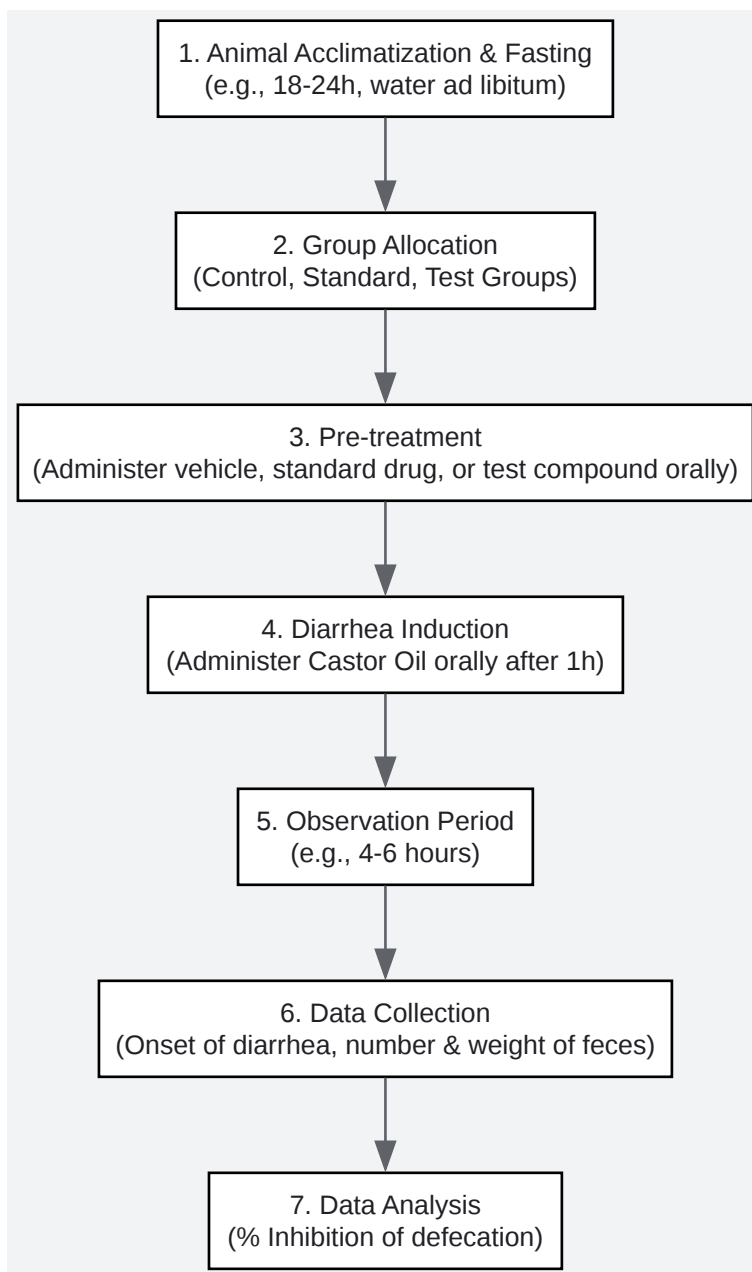 1. Animal Acclimatization & Fasting
(e.g., 18-24h, water ad libitum)
2. Group Allocation
(Control, Standard, Test Groups)
3. Pre-treatment
(Administer vehicle, standard drug, or test compound orally)
4. Diarrhea Induction
(Administer Castor Oil orally after 1h)
5. Observation Period
(e.g., 4-6 hours)
6. Data Collection
(Onset of diarrhea, number & weight of feces)
7. Data Analysis
(% Inhibition of defecation)